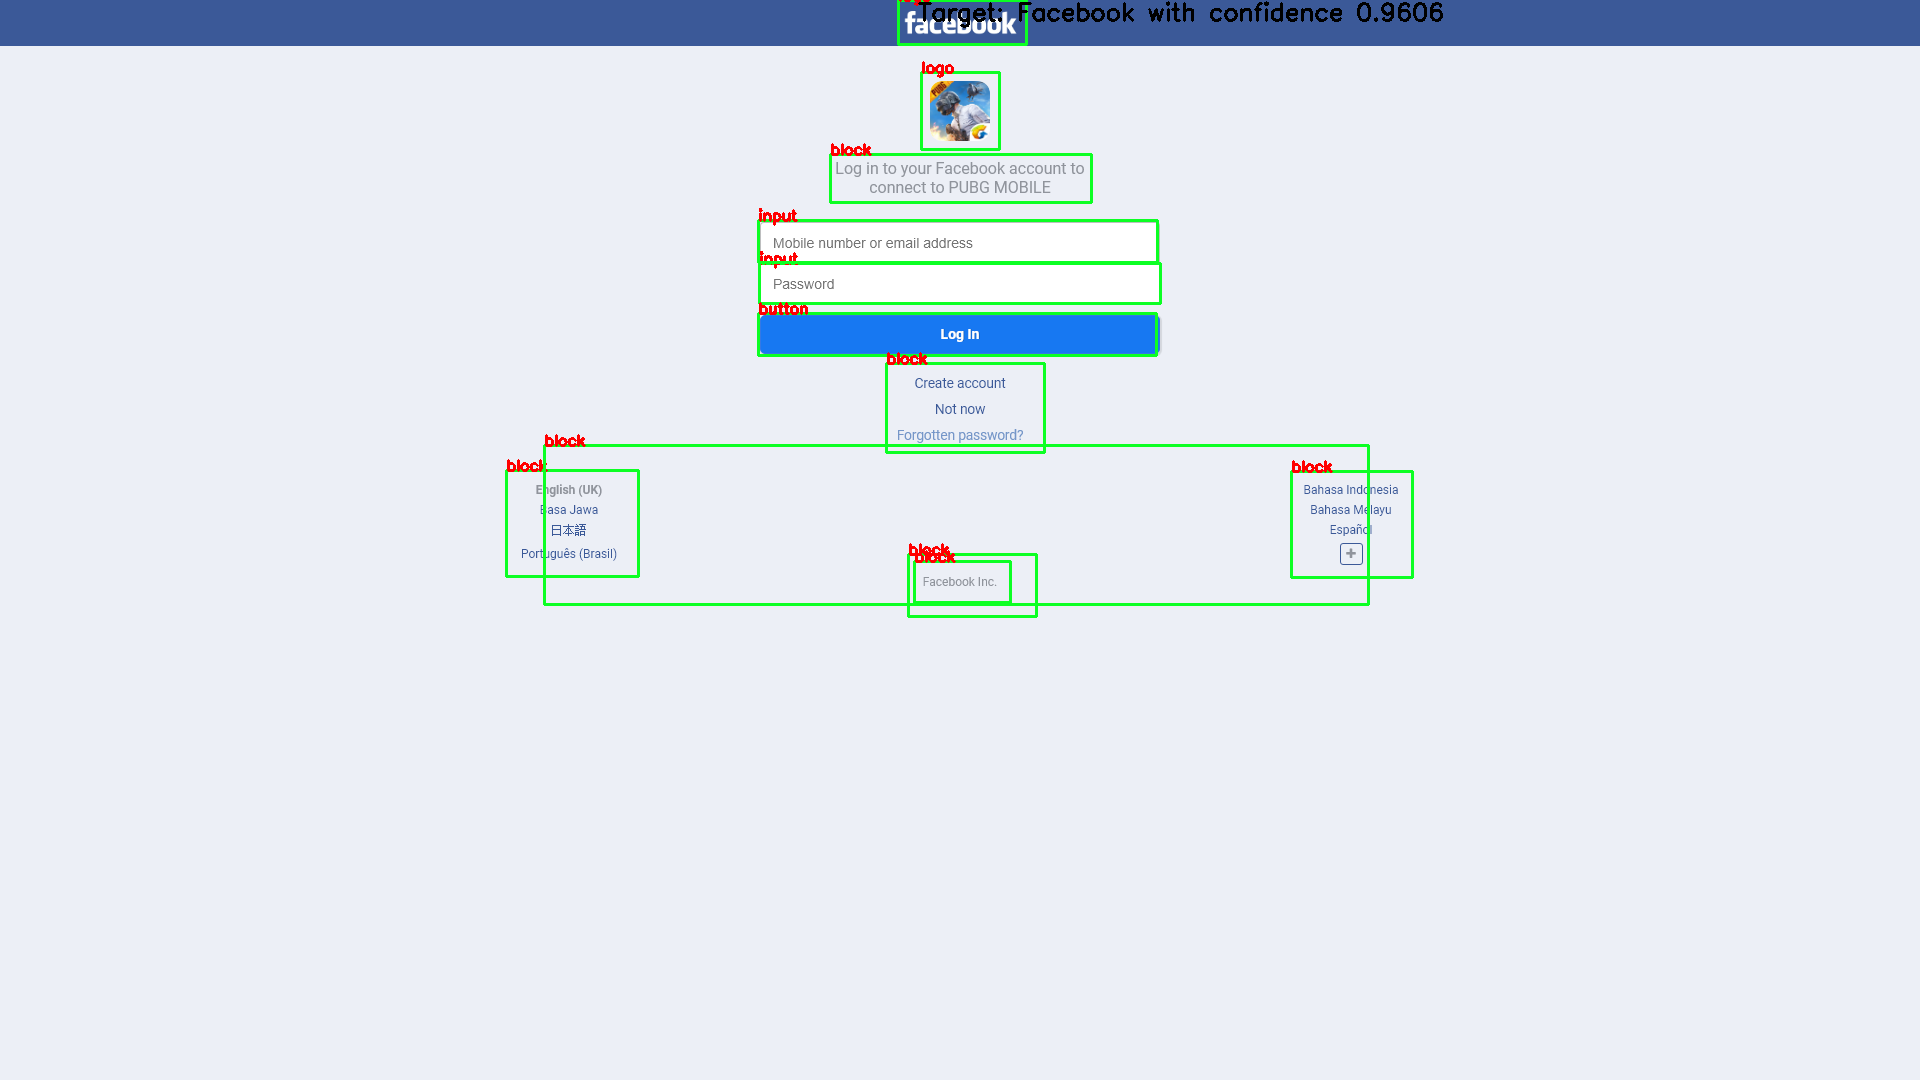 logo
Target: Facebook with confidence 0.9606
facebook
logo
PUBG
block
Log in to your Facebook account to
connect to PUBG MOBILE
input
Mobile number or email address
input
Password
button
Log In
block
Create account
Not now
Forgotten password?
block
block
English (UK)
Basa Jawa
日本語
Português (Brasil)
block
Bahasa Indonesia
Bahasa Melayu
Español
+
block
block
Facebook Inc.